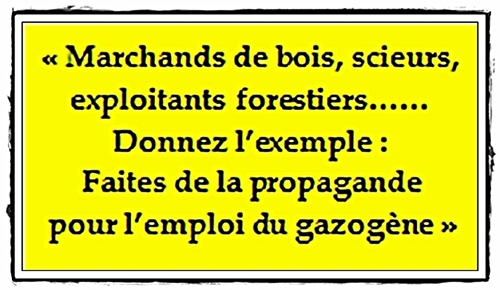 « Marchands de bois, scieurs,
exploitants forestiers……
Donnez l’exemple :
Faites de la propagande
pour l’emploi du gazogène »